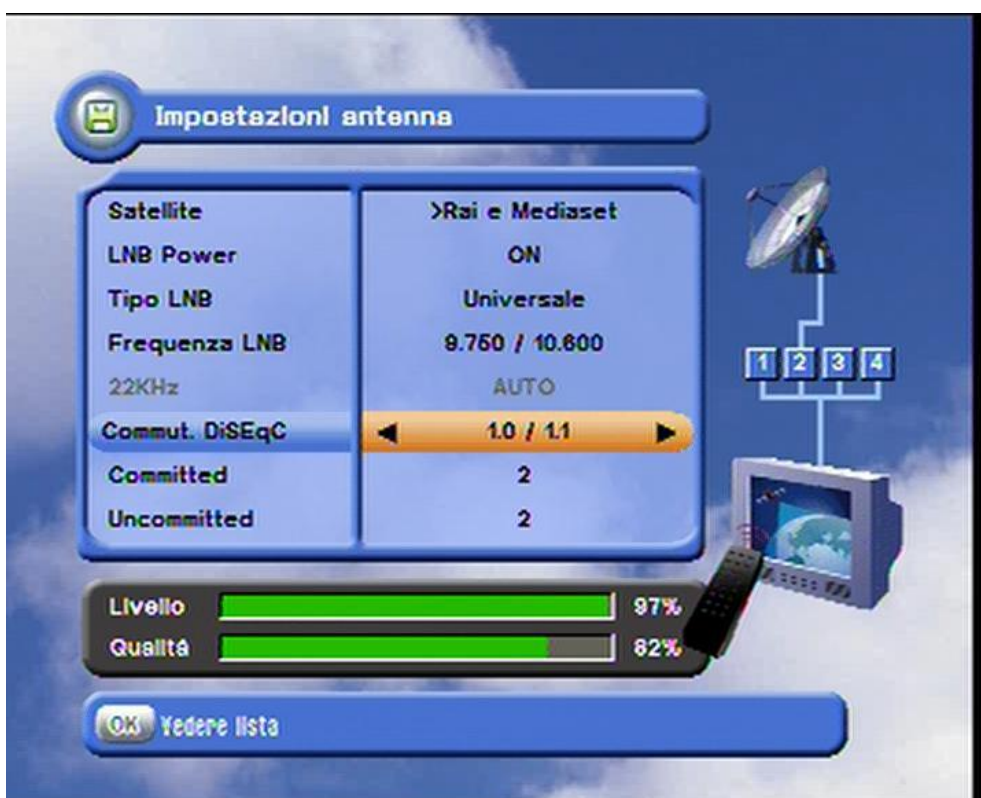 Impostazioni antenna
Satellite >Rai e Mediaset
LNB Power ON
Tipo LNB Universale
Frequenza LNB 9.750 / 10.600
22KHz AUTO
Commut. DiSEqC 1.0 / 1.1
Committed 2
Uncommitted 2
1 2 3 4
Livello 97%
Qualitá 82%
OK Vedere lista